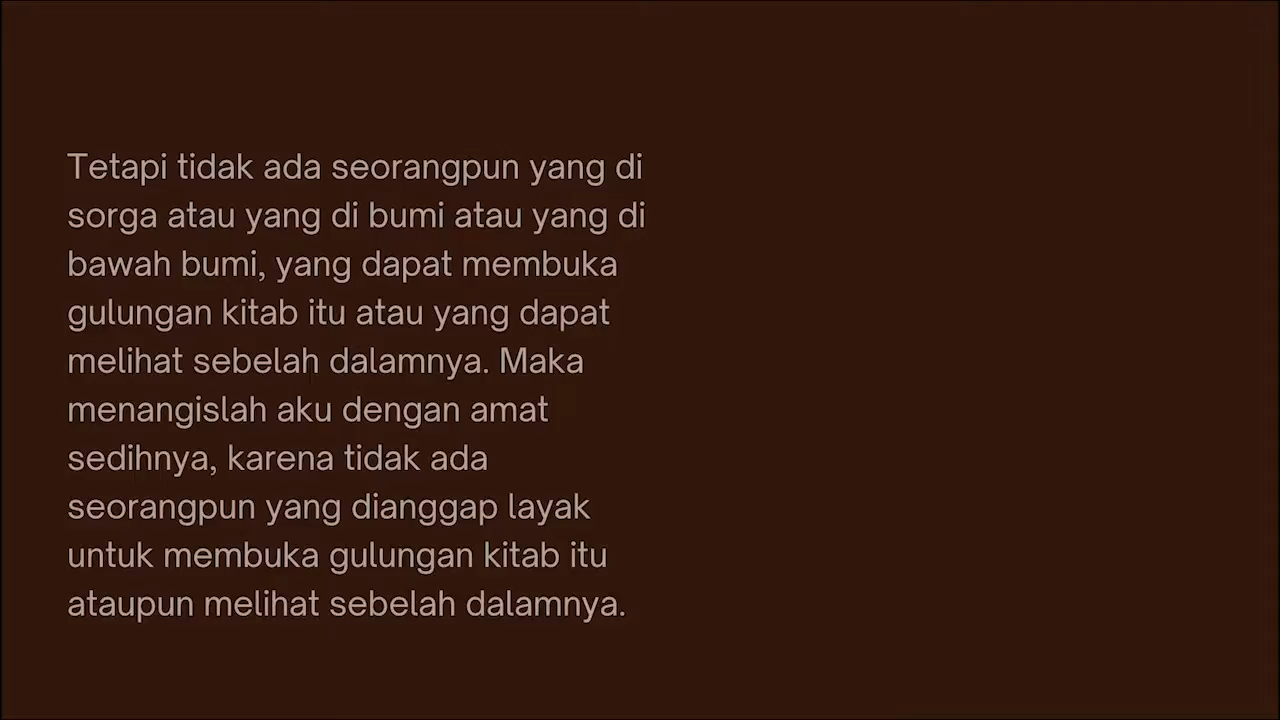 Tetapi tidak ada seorangpun yang di
sorga atau yang di bumi atau yang di
bawah bumi, yang dapat membuka
gulungan kitab itu atau yang dapat
melihat sebelah dalamnya. Maka
menangislah aku dengan amat
sedihnya, karena tidak ada
seorangpun yang dianggap layak
untuk membuka gulungan kitab itu
ataupun melihat sebelah dalamnya.